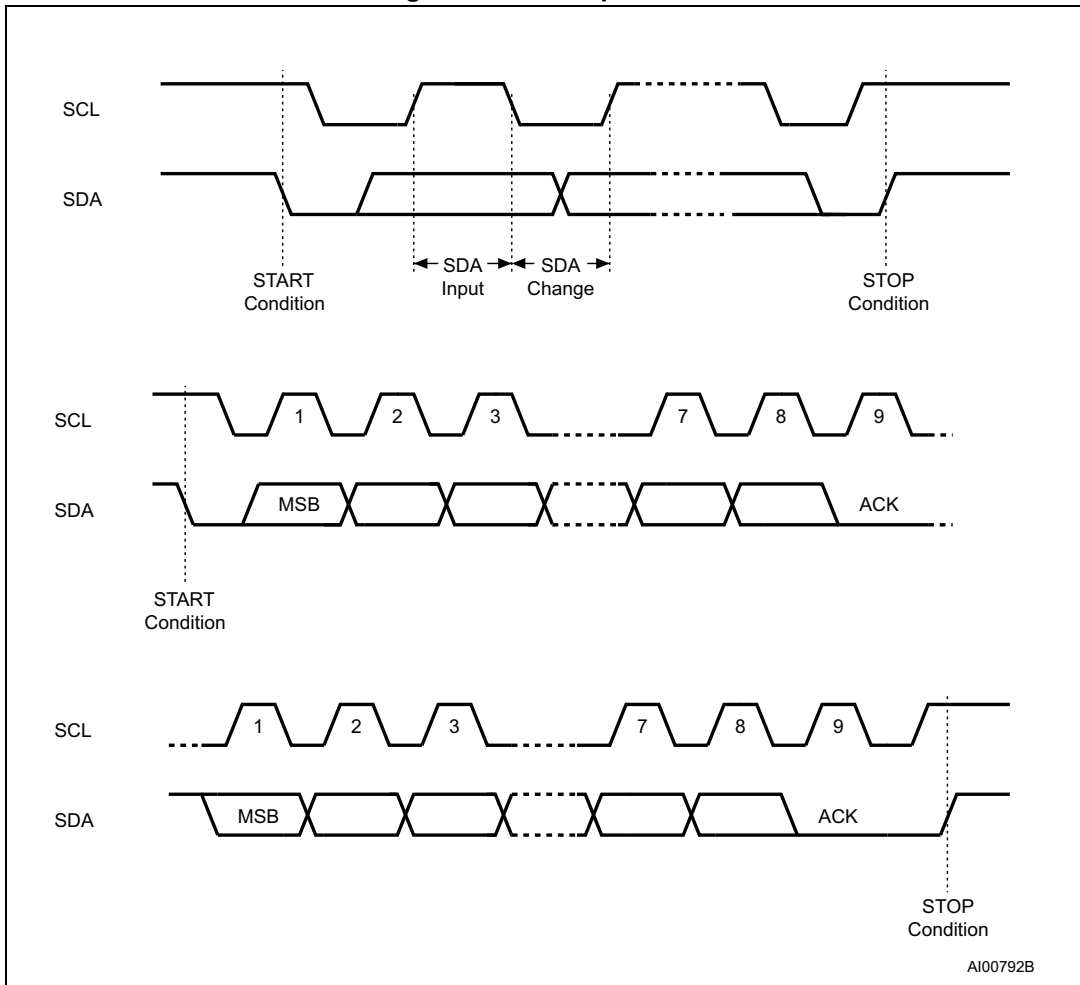 SCL
SDA
SDA Input
SDA Change
START Condition
STOP Condition
SCL
1 2 3 7 8 9
SDA
MSB
ACK
START Condition
SCL
1 2 3 7 8 9
SDA
MSB
ACK
STOP Condition
AI00792B